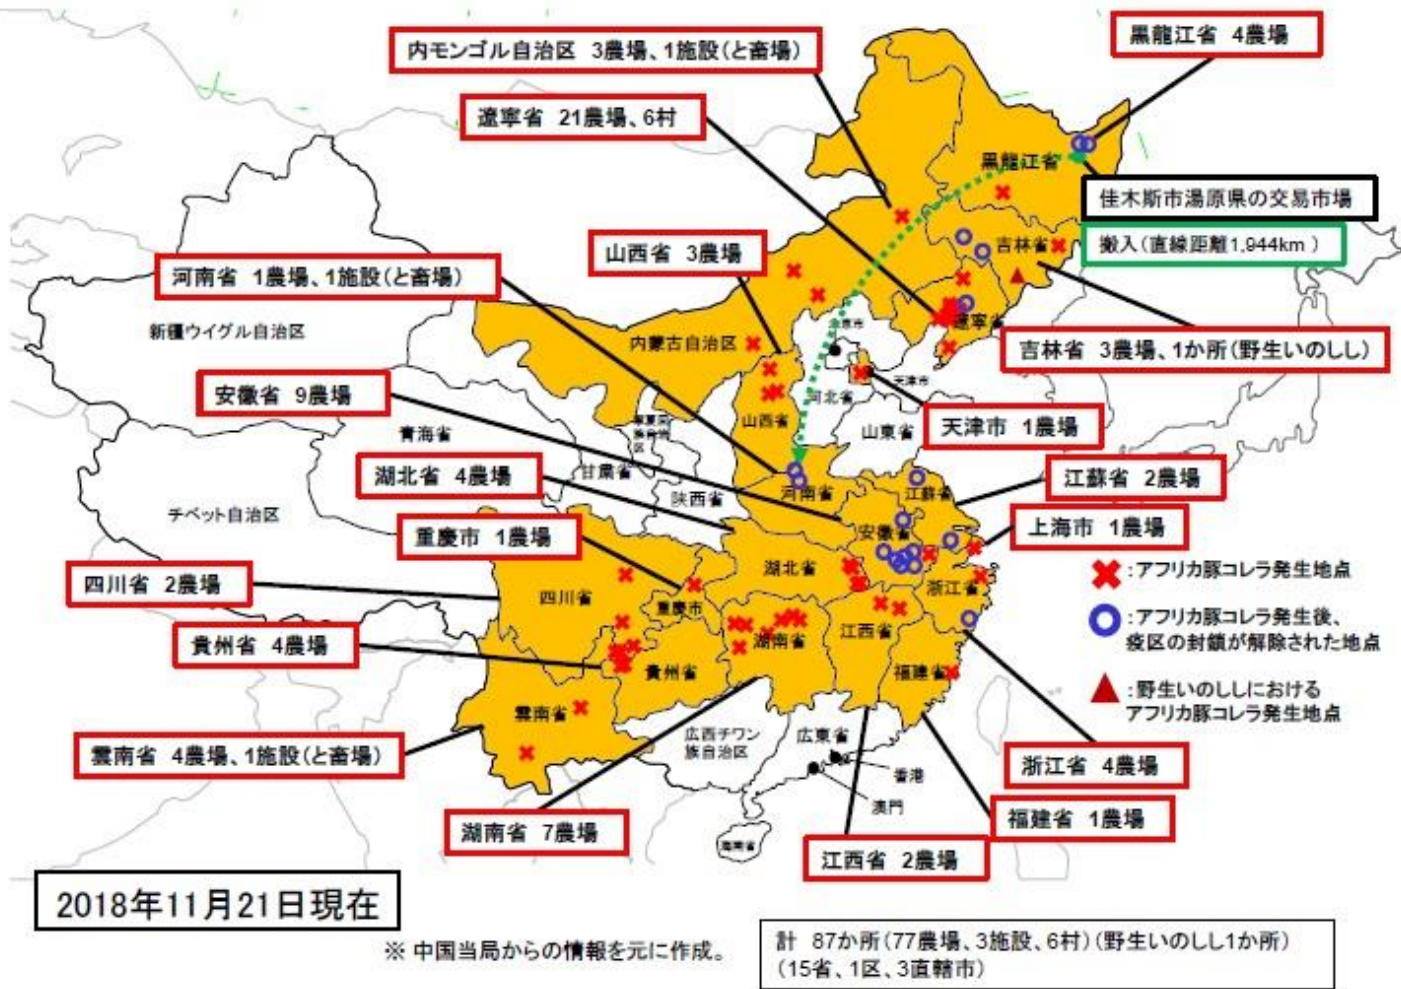 内モンゴル自治区 3農場、1施設(と畜場)
黒龍江省 4農場
遼寧省 21農場、6村
黒龍江省
佳木斯市湯原県の交易市場
搬入(直線距離1,944km)
吉林省
山西省 3農場
河南省 1農場、1施設(と畜場)
新疆ウイグル自治区
内蒙古自治区
遼寧省
吉林省 3農場、1か所(野生いのしし)
天津市
河北省
安徽省 9農場
天津市 1農場
山西省
山東省
青海省
甘粛省
湖北省 4農場
陝西省
河南省
江蘇省
江蘇省 2農場
チベット自治区
重慶市 1農場
安徽省
上海市 1農場
四川省 2農場
四川省
重慶市
湖北省
浙江省
:アフリカ豚コレラ発生地点
:アフリカ豚コレラ発生後、
疫区の封鎖が解除された地点
貴州省 4農場
貴州省
湖南省
江西省
福建省
:野生いのししにおける
アフリカ豚コレラ発生地点
雲南省
雲南省 4農場、1施設(と畜場)
広西チワン
族自治区
広東省
香港
澳門
浙江省 4農場
福建省 1農場
湖南省 7農場
海南省
江西省 2農場
2018年11月21日現在
※ 中国当局からの情報を元に作成。
計 87か所(77農場、3施設、6村)(野生いのしし1か所)
(15省、1区、3直轄市)